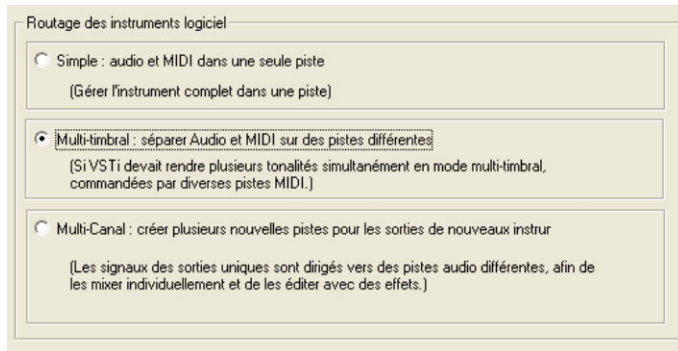 Routage des instruments logiciel
Simple : audio et MIDI dans une seule piste
(Gérer l'instrument complet dans une piste)
Multi-timbral : séparer Audio et MIDI sur des pistes différentes
(Si VSTi devait rendre plusieurs tonalités simultanément en mode multi-timbral,
commandées par diverses pistes MIDI.)
Multi-Canal : créer plusieurs nouvelles pistes pour les sorties de nouveaux instrur
(Les signaux des sorties uniques sont dirigés vers des pistes audio différentes, afin de
les mixer individuellement et de les éditer avec des effets.)